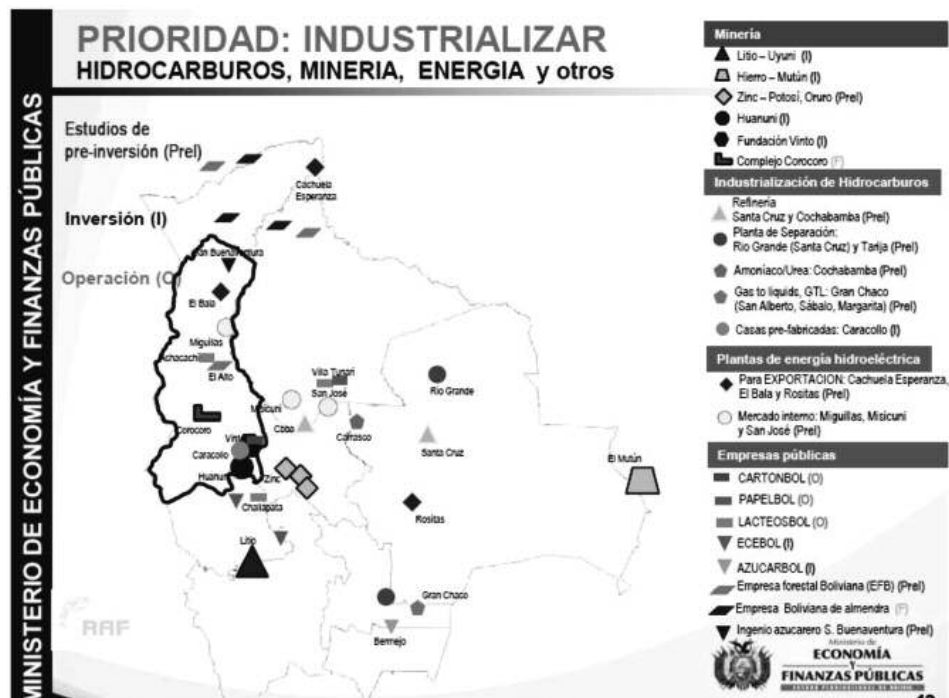 MINISTERIO DE ECONOMÍA Y FINANZAS PÚBLICAS
PRIORIDAD: INDUSTRIALIZAR
HIDROCARBUROS, MINERIA, ENERGIA y otros
Estudios de
pre-inversión (Prel)
Inversión (I)
Operación (O)
Cachuela
Esperanza
Buenaventura
El Bala
Miguillas
El Alto
Villa Tunari
San José
Misicuni
Cbba
Carrasco
Rio Grande
Santa Cruz
El Mutún
Corocoro
Vinto
Caracollo
Huanuni
Zinc
Challapata
Litio
Rositas
Gran Chaco
Bermejo
RAF
Minería
Litio – Uyuni (I)
Hierro – Mutún (I)
Zinc – Potosí, Oruro (Prel)
Huanuni (I)
Fundación Vinto (I)
Complejo Corocoro (F)
Industrialización de Hidrocarburos
Refinería
Santa Cruz y Cochabamba (Prel)
Planta de Separación:
Rio Grande (Santa Cruz) y Tarija (Prel)
Amoniaco/Urea: Cochabamba (Prel)
Gas to liquids, GTL: Gran Chaco
(San Alberto, Sábalo, Margarita) (Prel)
Casas pre-fabricadas: Caracollo (I)
Plantas de energía hidroeléctrica
Para EXPORTACION: Cachuela Esperanza,
El Bala y Rositas (Prel)
Mercado interno: Miguillas, Misicuni
y San José (Prel)
Empresas públicas
CARTONBOL (O)
PAPELBOL (O)
LACTEOSBOL (O)
ECEBOL (I)
AZUCARBOL (I)
Empresa forestal Boliviana (EFB) (Prel)
Empresa Boliviana de almendra (F)
Ingenio azucarero S. Buenaventura (Prel)
Ministerio de
ECONOMÍA
Y
FINANZAS PÚBLICAS